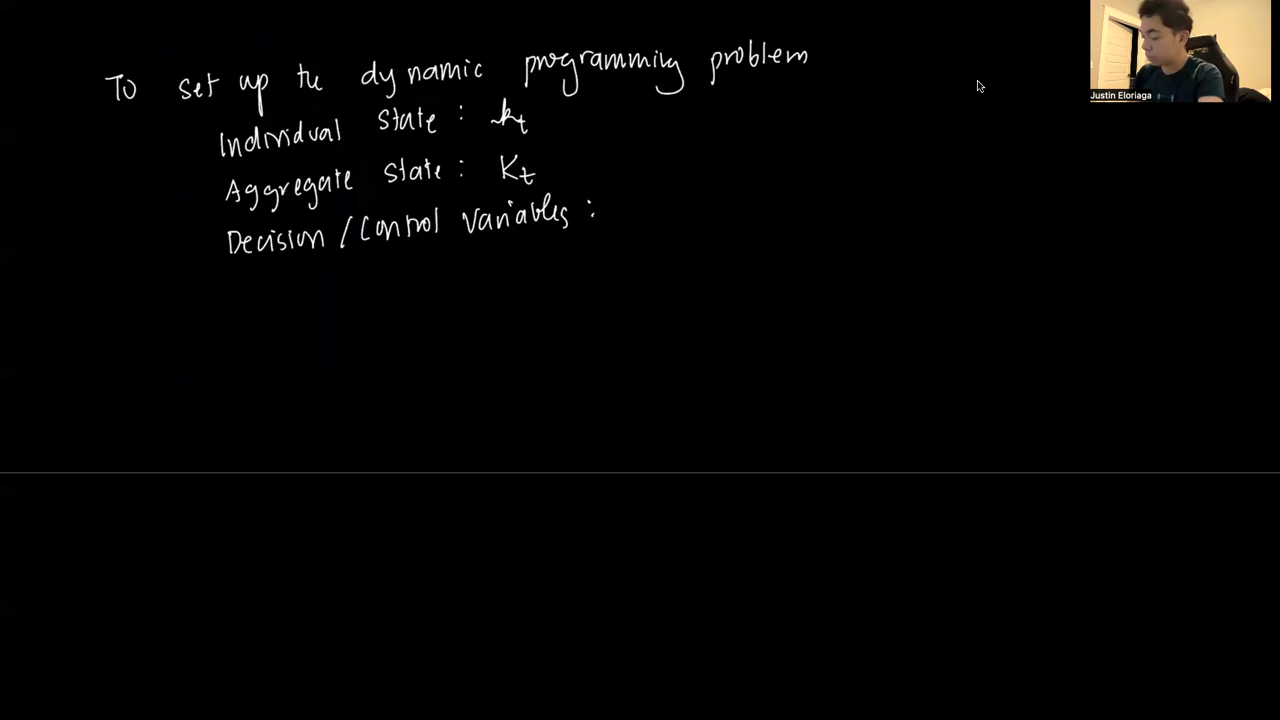 To set up the dynamic programming problem
Individual state : kt
Aggregate state : Kt
Decision / Control variables :
Justin Eloriaga